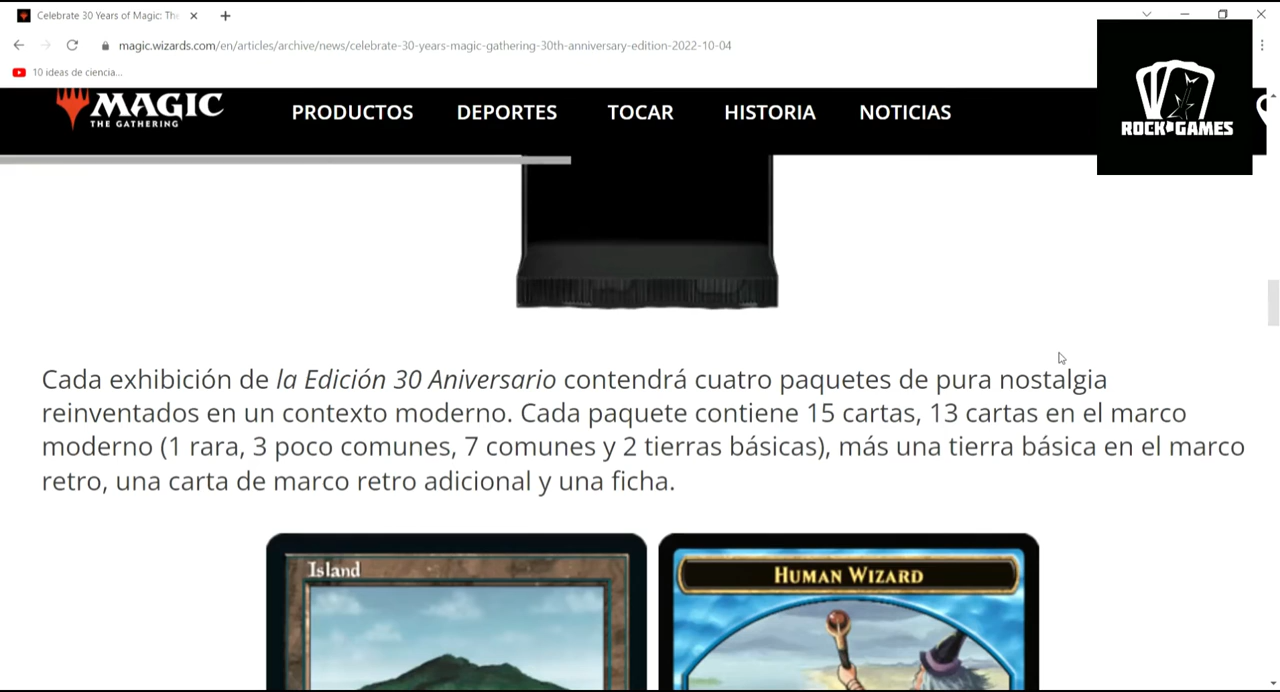 Celebrate 30 Years of Magic: The
magic.wizards.com/en/articles/archive/news/celebrate-30-years-magic-gathering-30th-anniversary-edition-2022-10-04
10 ideas de ciencia...
MAGIC
THE GATHERING
PRODUCTOS DEPORTES TOCAR HISTORIA NOTICIAS
ROCK GAMES
Cada exhibición de la Edición 30 Aniversario contendrá cuatro paquetes de pura nostalgia
reinventados en un contexto moderno. Cada paquete contiene 15 cartas, 13 cartas en el marco
moderno (1 rara, 3 poco comunes, 7 comunes y 2 tierras básicas), más una tierra básica en el marco
retro, una carta de marco retro adicional y una ficha.
Island
HUMAN WIZARD